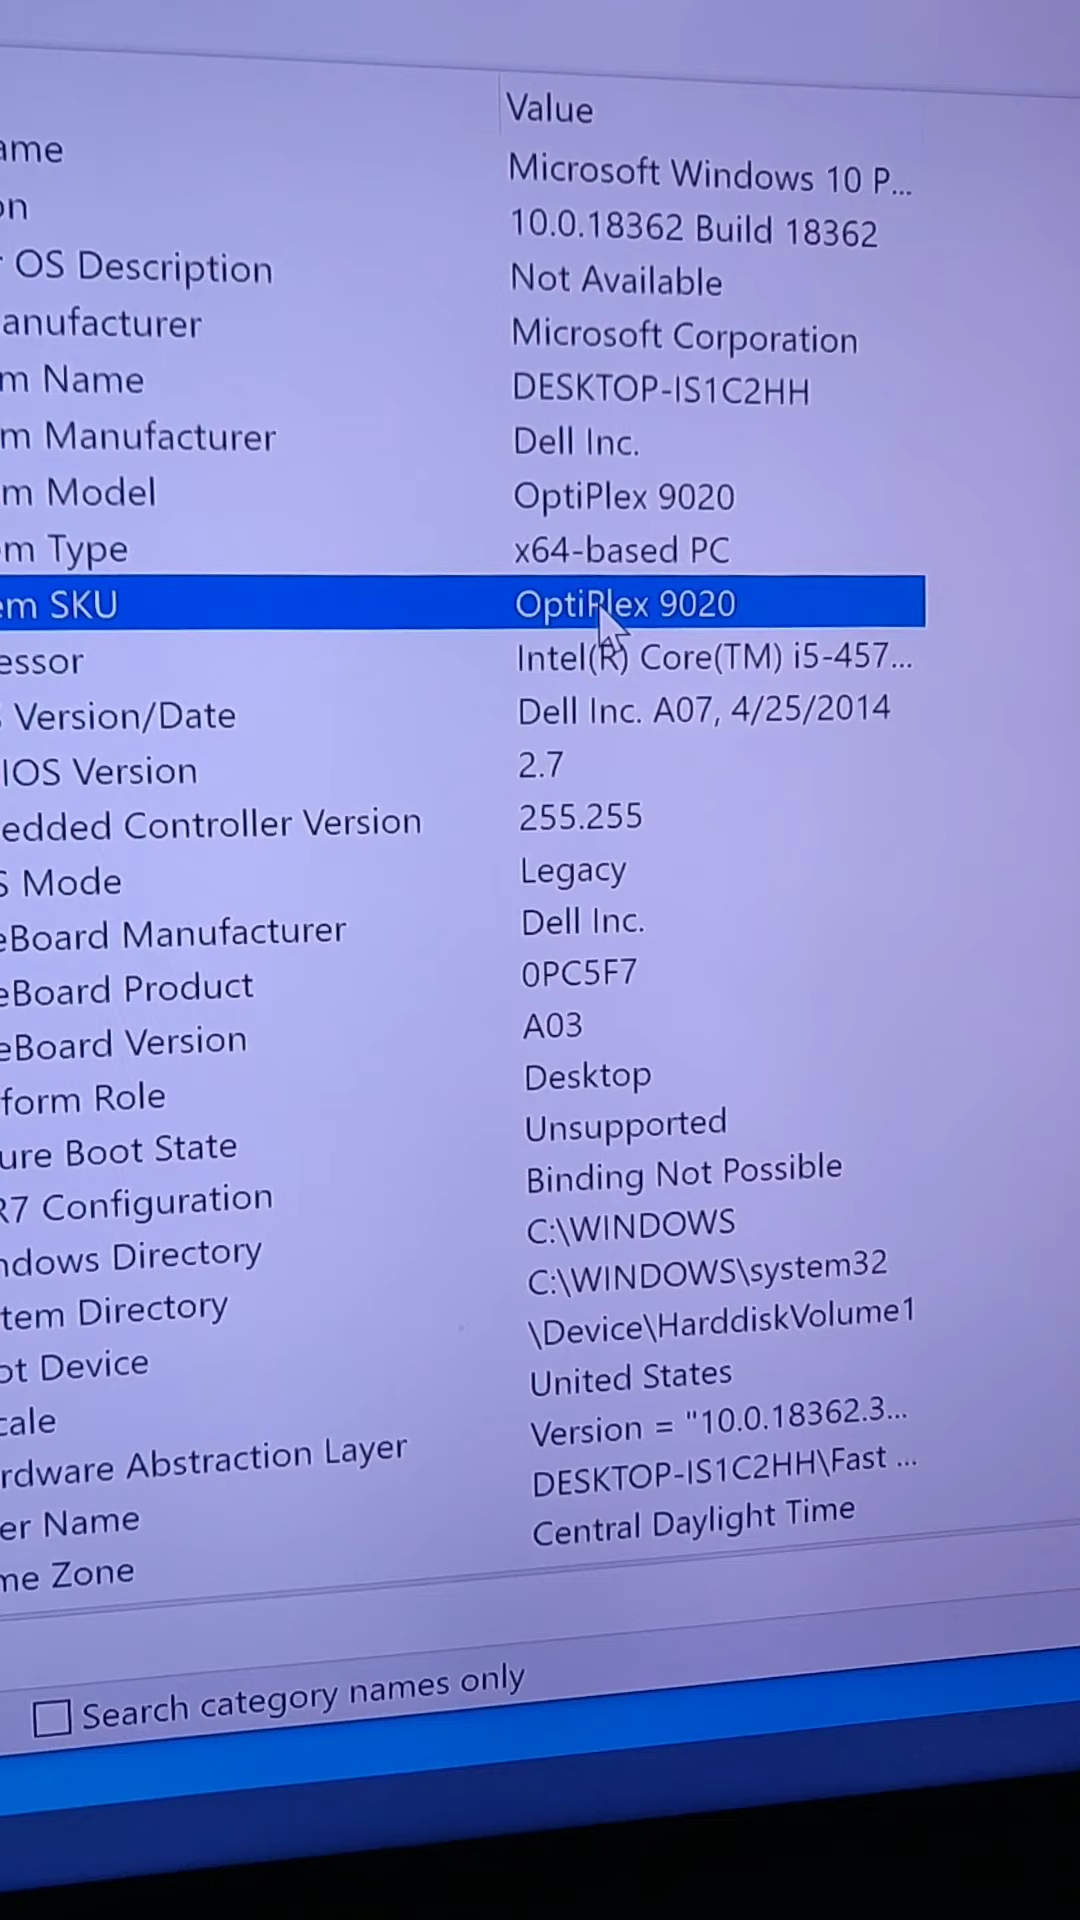 Value
ame Microsoft Windows 10 P...
on 10.0.18362 Build 18362
r OS Description Not Available
anufacturer Microsoft Corporation
m Name DESKTOP-IS1C2HH
m Manufacturer Dell Inc.
m Model OptiPlex 9020
em Type x64-based PC
em SKU OptiPlex 9020
essor Intel(R) Core(TM) i5-457...
S Version/Date Dell Inc. A07, 4/25/2014
IOS Version 2.7
edded Controller Version 255.255
S Mode Legacy
eBoard Manufacturer Dell Inc.
eBoard Product 0PC5F7
eBoard Version A03
form Role Desktop
ure Boot State Unsupported
R7 Configuration Binding Not Possible
ndows Directory C:\WINDOWS
tem Directory C:\WINDOWS\system32
ot Device \Device\HarddiskVolume1
cale United States
rdware Abstraction Layer Version = "10.0.18362.3...
er Name DESKTOP-IS1C2HH\Fast ...
me Zone Central Daylight Time
Search category names only